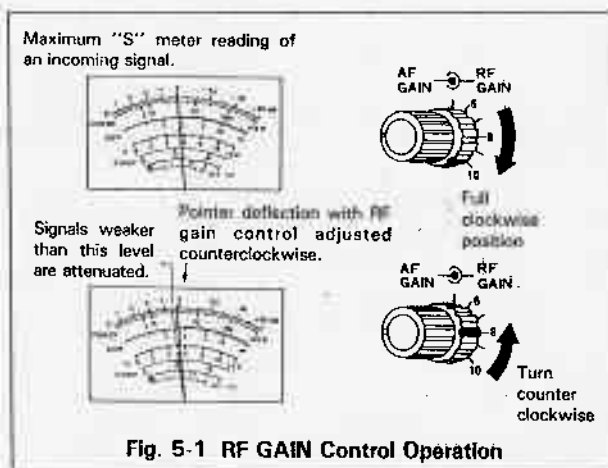 Maximum "S" meter reading of
an incoming signal.
AF
GAIN
RF
GAIN
6
8
10
Full
clockwise
position
Signals weaker
than this level
are attenuated.
Pointer deflection with RF
gain control adjusted
counterclockwise.
AF
GAIN
RF
GAIN
6
8
10
Turn
counter
clockwise
Fig. 5-1 RF GAIN Control Operation